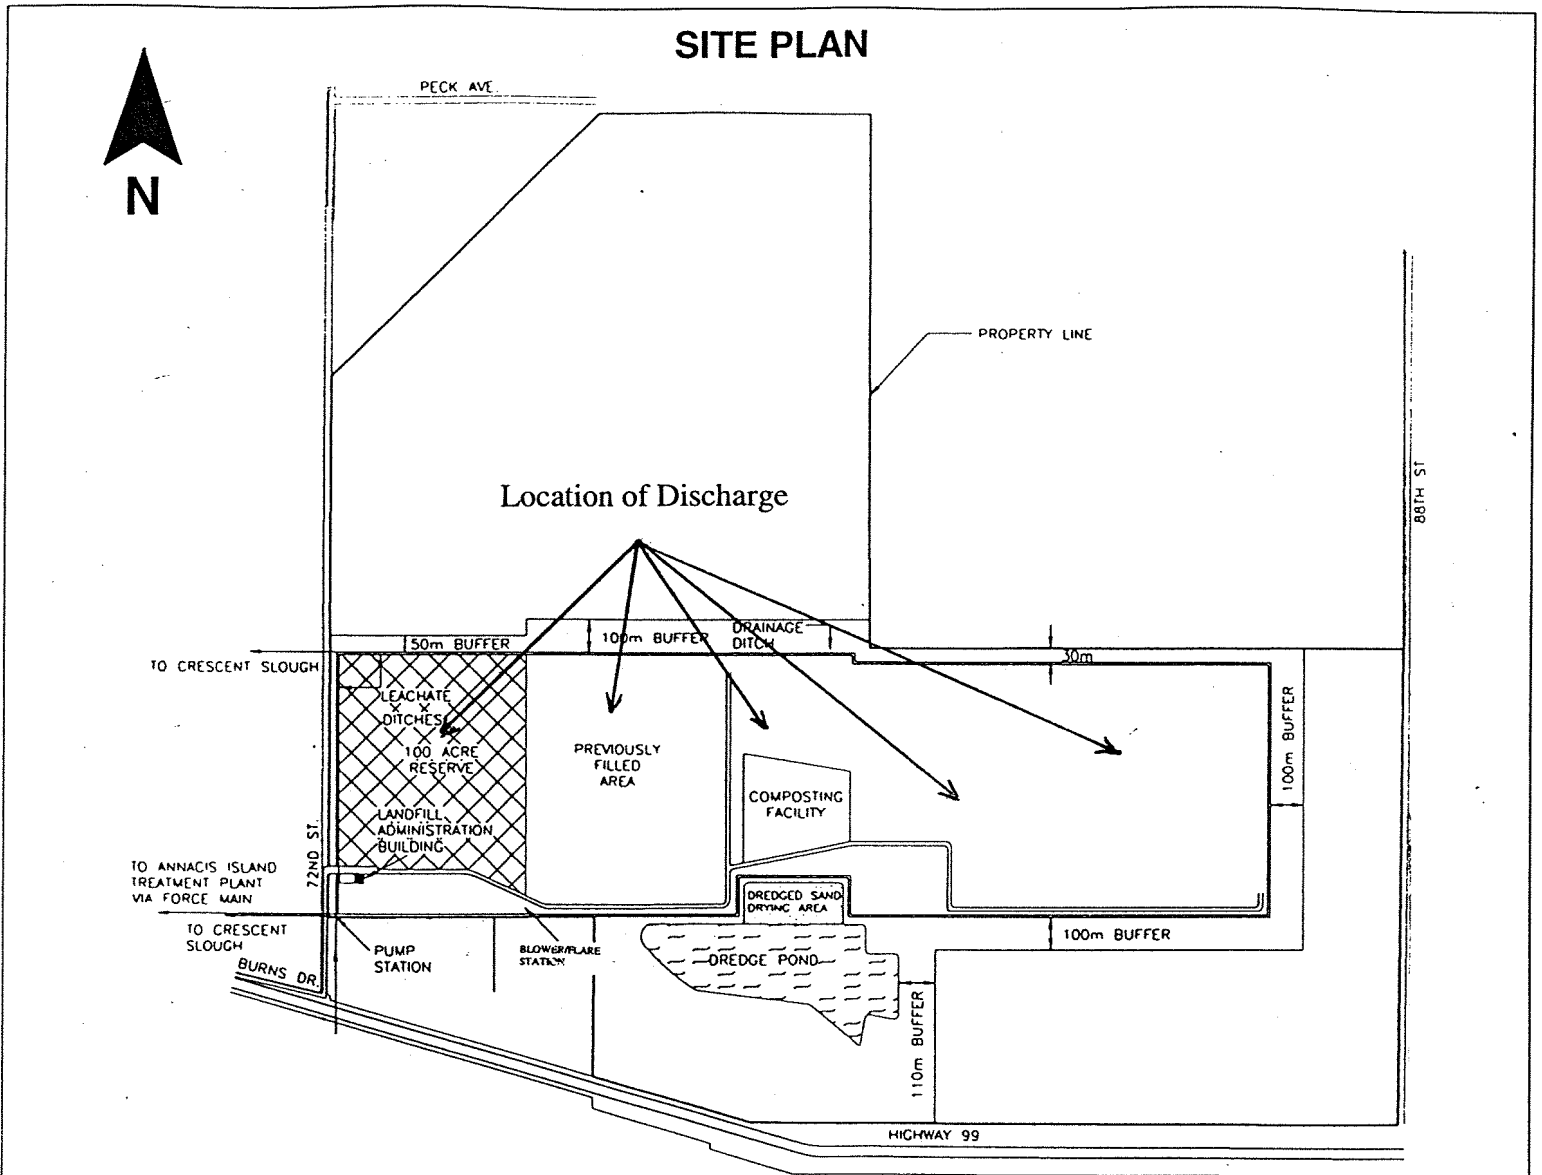 SITE PLAN
N
PECK AVE.
PROPERTY LINE
88TH ST
Location of Discharge
50m BUFFER
100m BUFFER
DRAINAGE
DITCH
30m
TO CRESCENT SLOUGH
LEACHATE
DITCHES
100 ACRE
RESERVE
PREVIOUSLY
FILLED
AREA
COMPOSTING
FACILITY
100m BUFFER
LANDFILL
ADMINISTRATION
BUILDING
72ND ST.
TO ANNACIS ISLAND
TREATMENT PLANT
VIA FORCE MAIN
DREDGED SAND
DRYING AREA
TO CRESCENT
SLOUGH
PUMP
STATION
BLOWER/FLARE
STATION
DREDGE POND
100m BUFFER
BURNS DR.
110m BUFFER
HIGHWAY 99